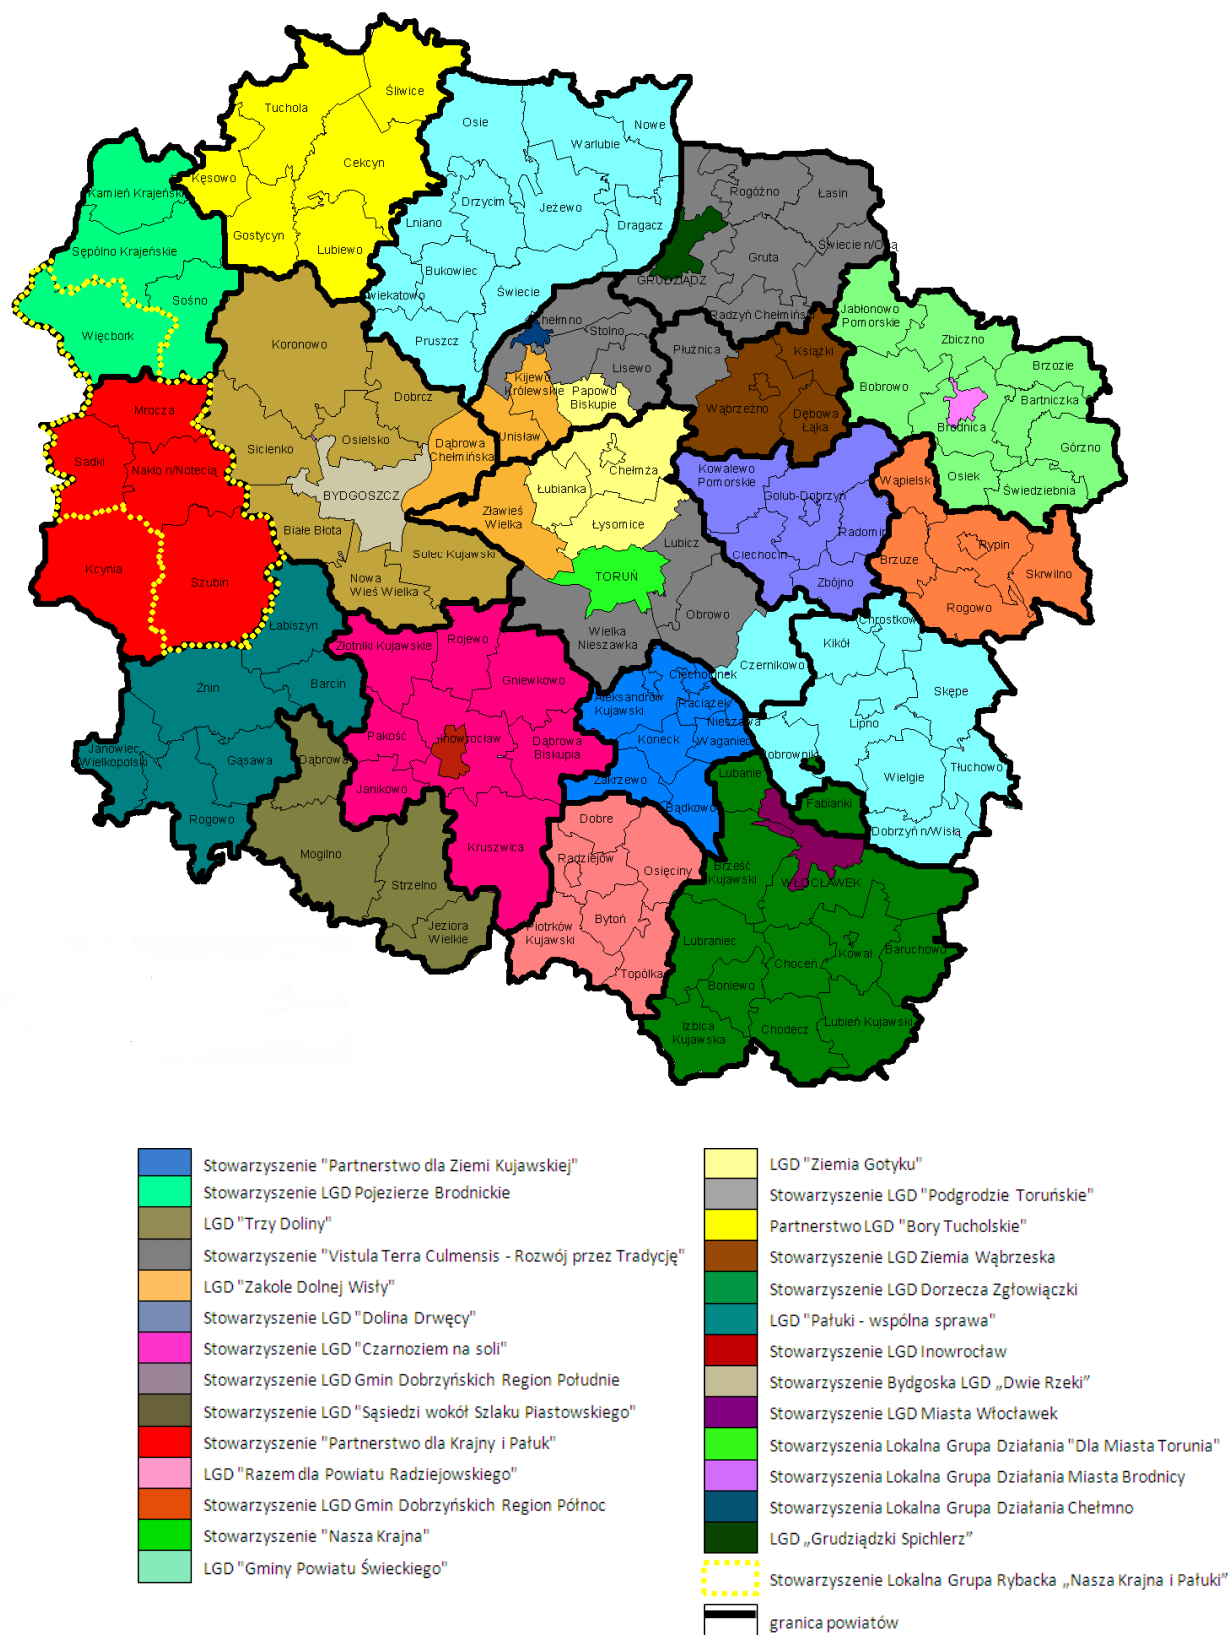 Śliwice
Tuchola
Cekcyn
Kęsowo
Gostycyn
Lubiewo
Osie
Nowe
Warlubie
Drzycim
Jeżewo
Lniano
Dragacz
Bukowiec
Świecie
Świekatowo
Pruszcz
Kamień Krajeński
Sępólno Krajeńskie
Sośno
Więcbork
Rogóźno
Łasin
Świecie n/Osą
Gruta
GRUDZIĄDZ
Radzyń Chełmiński
Chełmno
Stolno
Lisewo
Płużnica
Książki
Wąbrzeźno
Dębowa
Łąka
Kijewo
Królewskie
Papowo
Biskupie
Unisław
Jabłonowo
Pomorskie
Zbiczno
Brzozie
Bobrowo
Bartniczka
Brodnica
Górzno
Osiek
Świedziebnia
Koronowo
Dobrcz
Osielsko
Sicienko
Dąbrowa
Chełmińska
BYDGOSZCZ
Białe Błota
Solec Kujawski
Nowa
Wieś Wielka
Mrocza
Sadki
Nakło n/Notecią
Kcynia
Szubin
Chełmża
Łubianka
Łysomice
Zławieś
Wielka
Lubicz
TORUŃ
Obrowo
Wielka
Nieszawka
Czernikowo
Kowalewo
Pomorskie
Golub-Dobrzyń
Radomin
Ciechocin
Zbójno
Wąpielsk
Rypin
Brzuze
Skrwilno
Rogowo
Łabiszyn
Żnin
Barcin
Janowiec
Wielkopolski
Gąsawa
Rogowo
Złotniki Kujawskie
Rojewo
Gniewkowo
Pakość
Inowrocław
Dąbrowa
Biskupia
Janikowo
Kruszwica
Dąbrowa
Mogilno
Strzelno
Jeziora
Wielkie
Ciechocinek
Aleksandrów
Kujawski
Raciążek
Nieszawa
Koneck
Waganiec
Zakrzewo
Bądkowo
Chrostkowo
Kikół
Skępe
Lipno
Dobrowniki
Tłuchowo
Wielgie
Dobrzyń n/Wisłą
Lubanie
Fabianki
Dobre
Radziejów
Osięciny
Bytoń
Piotrków
Kujawski
Topólka
Brześć
Kujawski
WŁOCŁAWEK
Lubraniec
Kowal
Baruchowo
Choceń
Boniewo
Izbica
Kujawska
Chodecz
Lubień Kujawski
Stowarzyszenie "Partnerstwo dla Ziemi Kujawskiej"
Stowarzyszenie LGD Pojezierze Brodnickie
LGD "Trzy Doliny"
Stowarzyszenie "Vistula Terra Culmensis - Rozwój przez Tradycję"
LGD "Zakole Dolnej Wisły"
Stowarzyszenie LGD "Dolina Drwęcy"
Stowarzyszenie LGD "Czarnoziem na soli"
Stowarzyszenie LGD Gmin Dobrzyńskich Region Południe
Stowarzyszenie LGD "Sąsiedzi wokół Szlaku Piastowskiego"
Stowarzyszenie "Partnerstwo dla Krajny i Pałuk"
LGD "Razem dla Powiatu Radziejowskiego"
Stowarzyszenie LGD Gmin Dobrzyńskich Region Północ
Stowarzyszenie "Nasza Krajna"
LGD "Gminy Powiatu Świeckiego"
LGD "Ziemia Gotyku"
Stowarzyszenie LGD "Podgrodzie Toruńskie"
Partnerstwo LGD "Bory Tucholskie"
Stowarzyszenie LGD Ziemia Wąbrzeska
Stowarzyszenie LGD Dorzecza Zgłowiączki
LGD "Pałuki - wspólna sprawa"
Stowarzyszenie LGD Inowrocław
Stowarzyszenie Bydgoska LGD „Dwie Rzeki”
Stowarzyszenie LGD Miasta Włocławek
Stowarzyszenia Lokalna Grupa Działania "Dla Miasta Torunia"
Stowarzyszenia Lokalna Grupa Działania Miasta Brodnicy
Stowarzyszenia Lokalna Grupa Działania Chełmno
LGD „Grudziądzki Spichlerz”
Stowarzyszenie Lokalna Grupa Rybacka „Nasza Krajna i Pałuki”
granica powiatów